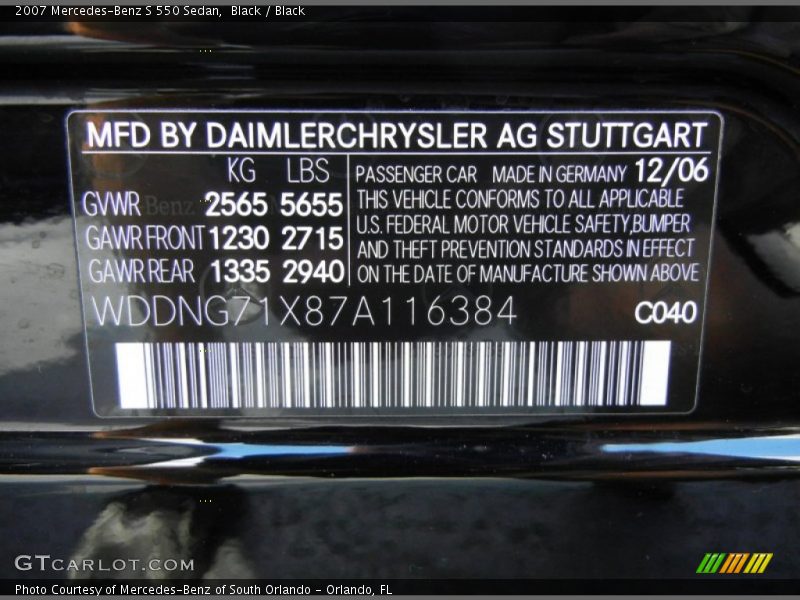 2007 Mercedes-Benz S 550 Sedan, Black / Black
MFD BY DAIMLERCHRYSLER AG STUTTGART
KG LBS
GVWR 2565 5655
GAWR FRONT 1230 2715
GAWR REAR 1335 2940
PASSENGER CAR MADE IN GERMANY 12/06
THIS VEHICLE CONFORMS TO ALL APPLICABLE
U.S. FEDERAL MOTOR VEHICLE SAFETY, BUMPER
AND THEFT PREVENTION STANDARDS IN EFFECT
ON THE DATE OF MANUFACTURE SHOWN ABOVE
WDDNG71X87A116384 C040
GTCARLOT.COM
Photo Courtesy of Mercedes-Benz of South Orlando - Orlando, FL